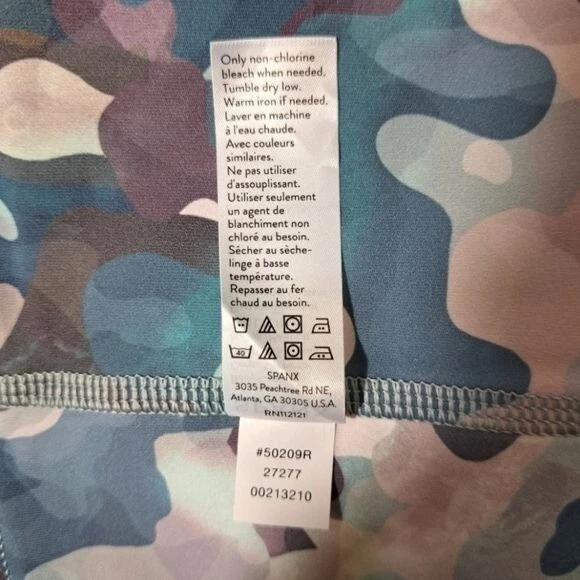 Only non-chlorine
bleach when needed.
Tumble dry low.
Warm iron if needed.
Laver en machine
à l'eau chaude.
Avec couleurs
similaires.
Ne pas utiliser
d'assouplissant.
Utiliser seulement
un agent de
blanchiment non
chloré au besoin.
Sécher au sèche-
linge à basse
température.
Repasser au fer
chaud au besoin.
40
SPANX
3035 Peachtree Rd NE,
Atlanta, GA 30305 U.S.A.
RN112121
#50209R
27277
00213210